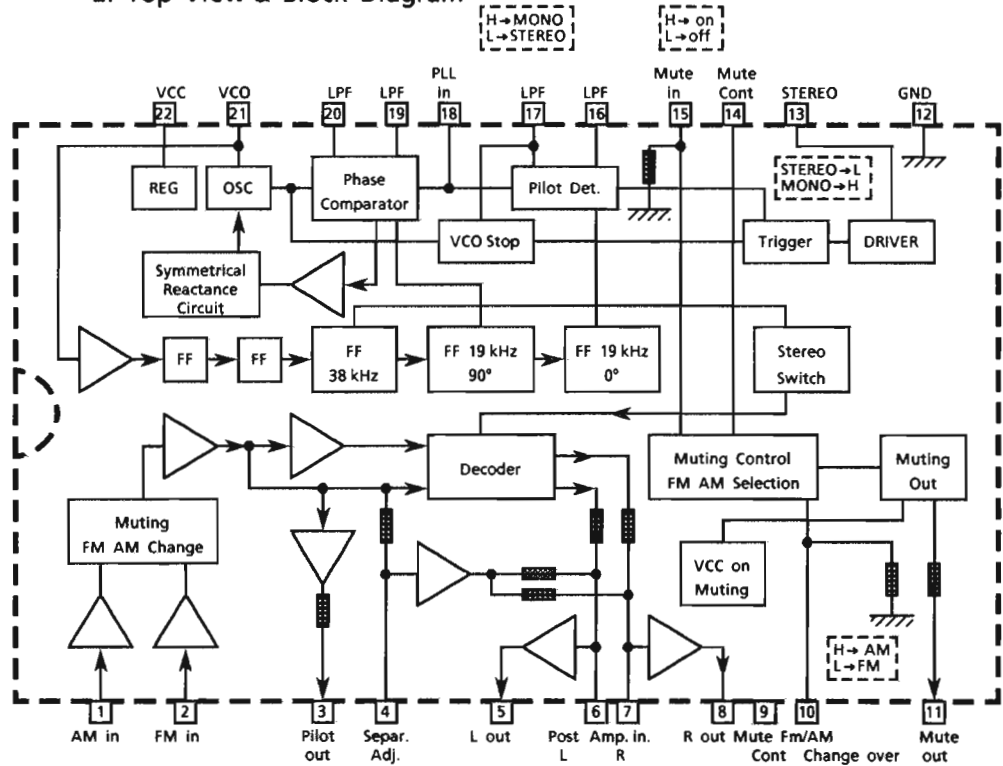 a. Top View & Block Diagram
H→MONO
L→STEREO
H→ on
L→off
VCC
VCO
LPF
LPF
PLL
in
LPF
LPF
Mute
in
Mute
Cont
STEREO
GND
22
21
20
19
18
17
16
15
14
13
12
REG
OSC
Phase
Comparator
Pilot Det.
STEREO→L
MONO→H
VCO Stop
Trigger
DRIVER
Symmetrical
Reactance
Circuit
FF
FF
FF
38 kHz
FF 19 kHz
90°
FF 19 kHz
0°
Stereo
Switch
Decoder
Muting Control
FM AM Selection
Muting
Out
Muting
FM AM Change
VCC on
Muting
H→ AM
L→FM
1
2
3
4
5
6
7
8
9
10
11
AM in
FM in
Pilot
out
Separ.
Adj.
L out
Post Amp. in.
L R
R out
Mute
Cont
Fm/AM
Change over
Mute
out